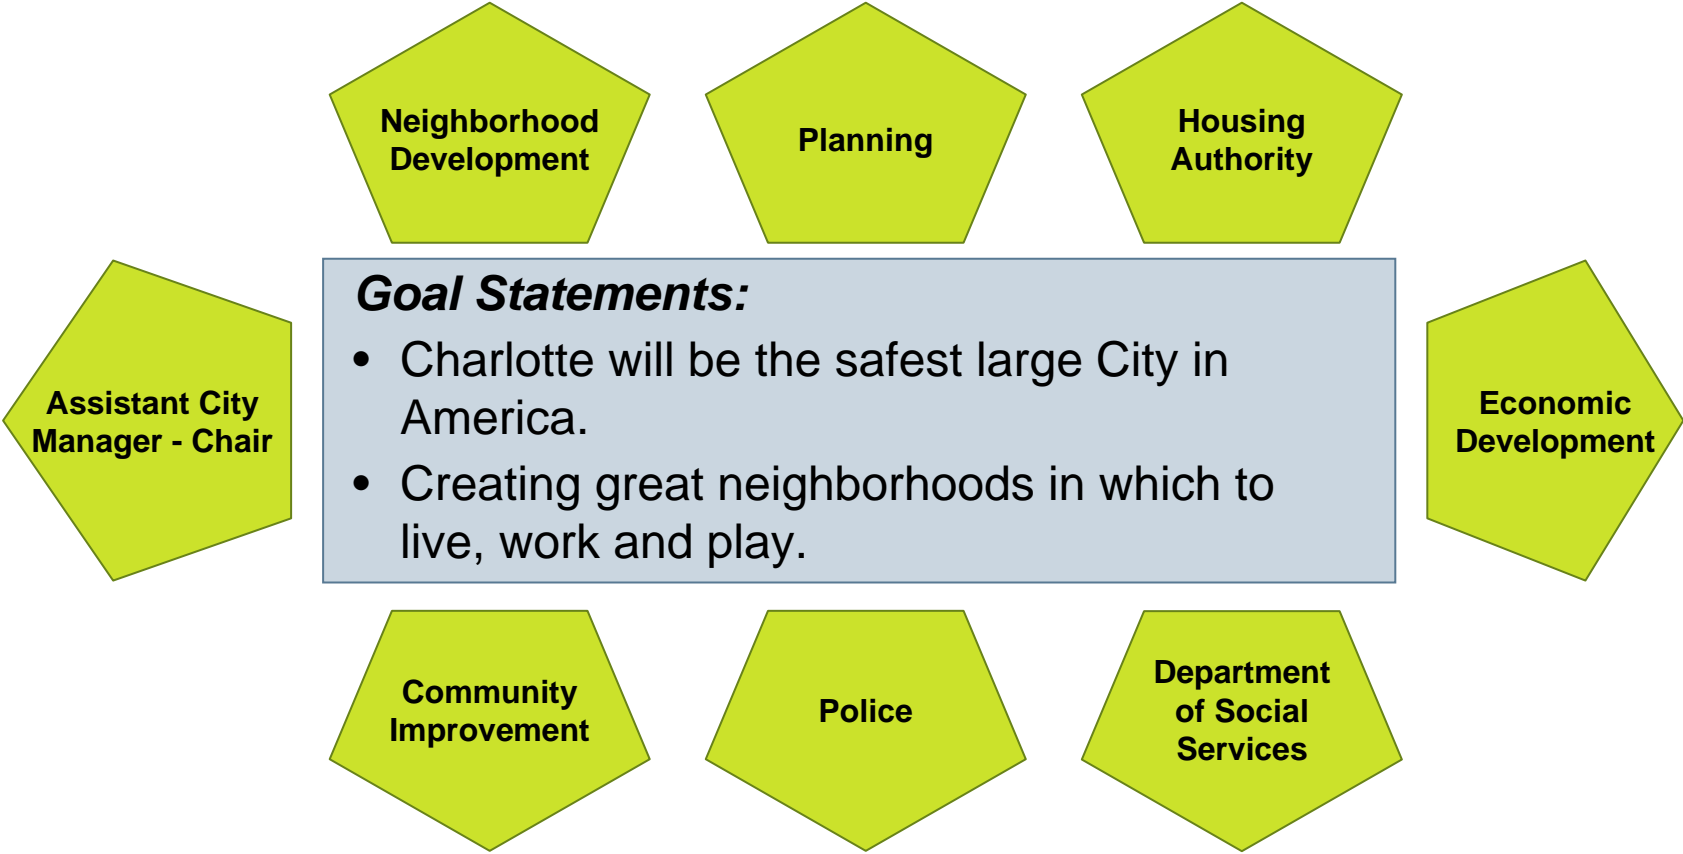 Neighborhood
Development
Planning
Housing
Authority
Assistant City
Manager - Chair
Goal Statements:
• Charlotte will be the safest large City in
America.
• Creating great neighborhoods in which to
live, work and play.
Economic
Development
Community
Improvement
Police
Department
of Social
Services